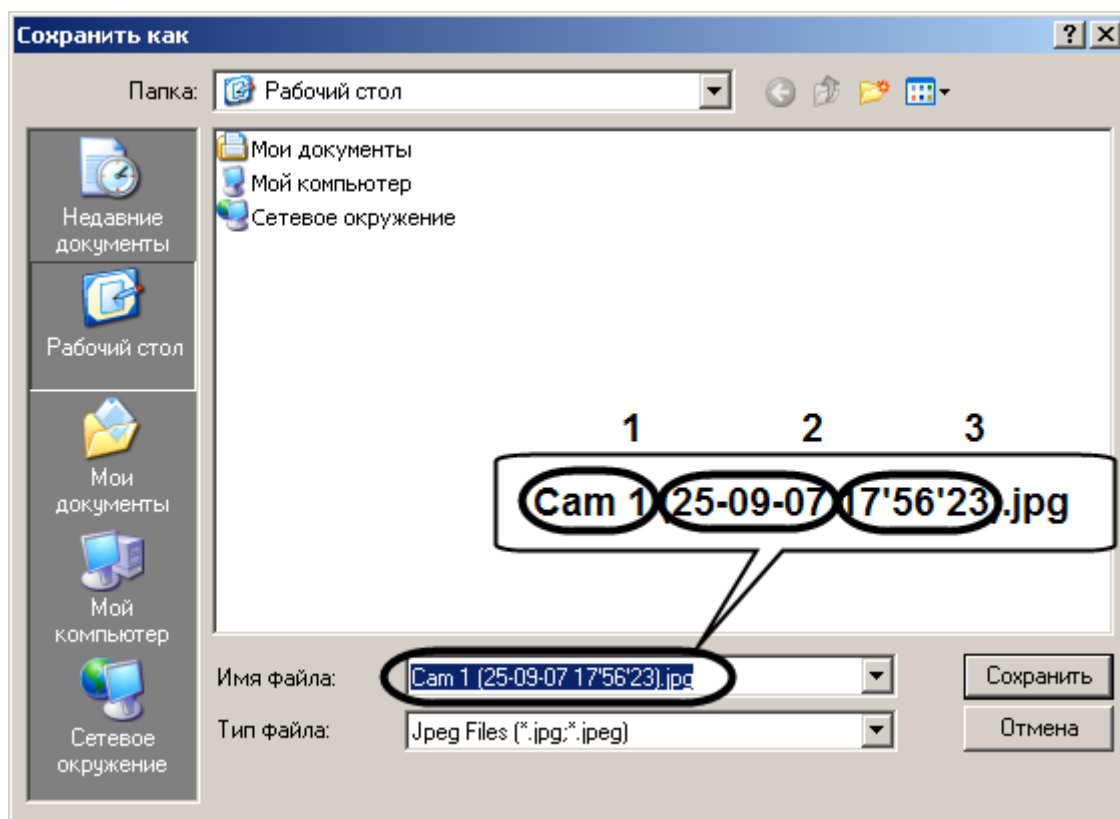 Сохранить как
Папка: Рабочий стол
Недавние
документы
Рабочий стол
Мои
документы
Мой
компьютер
Сетевое
окружение
Мои документы
Мой компьютер
Сетевое окружение
1 2 3
Cam 1 (25-09-07 17'56'23).jpg
Имя файла: Cam 1 (25-09-07 17'56'23).jpg Сохранить
Тип файла: Jpeg Files (*.jpg;*.jpeg) Отмена